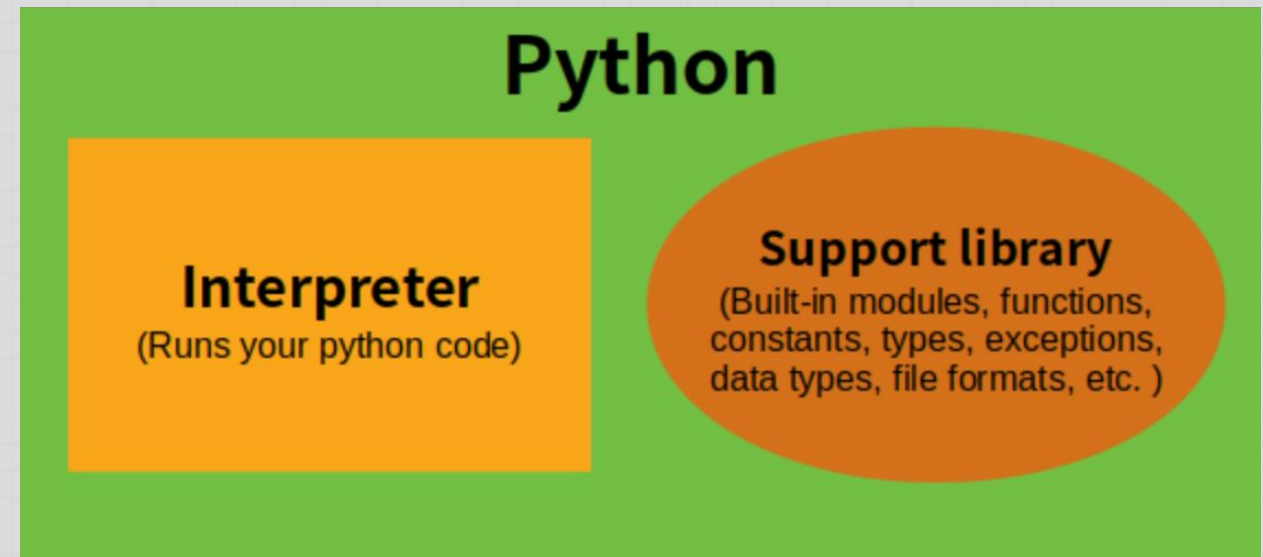 Python
Interpreter
(Runs your python code)
Support library
(Built-in modules, functions,
constants, types, exceptions,
data types, file formats, etc. )